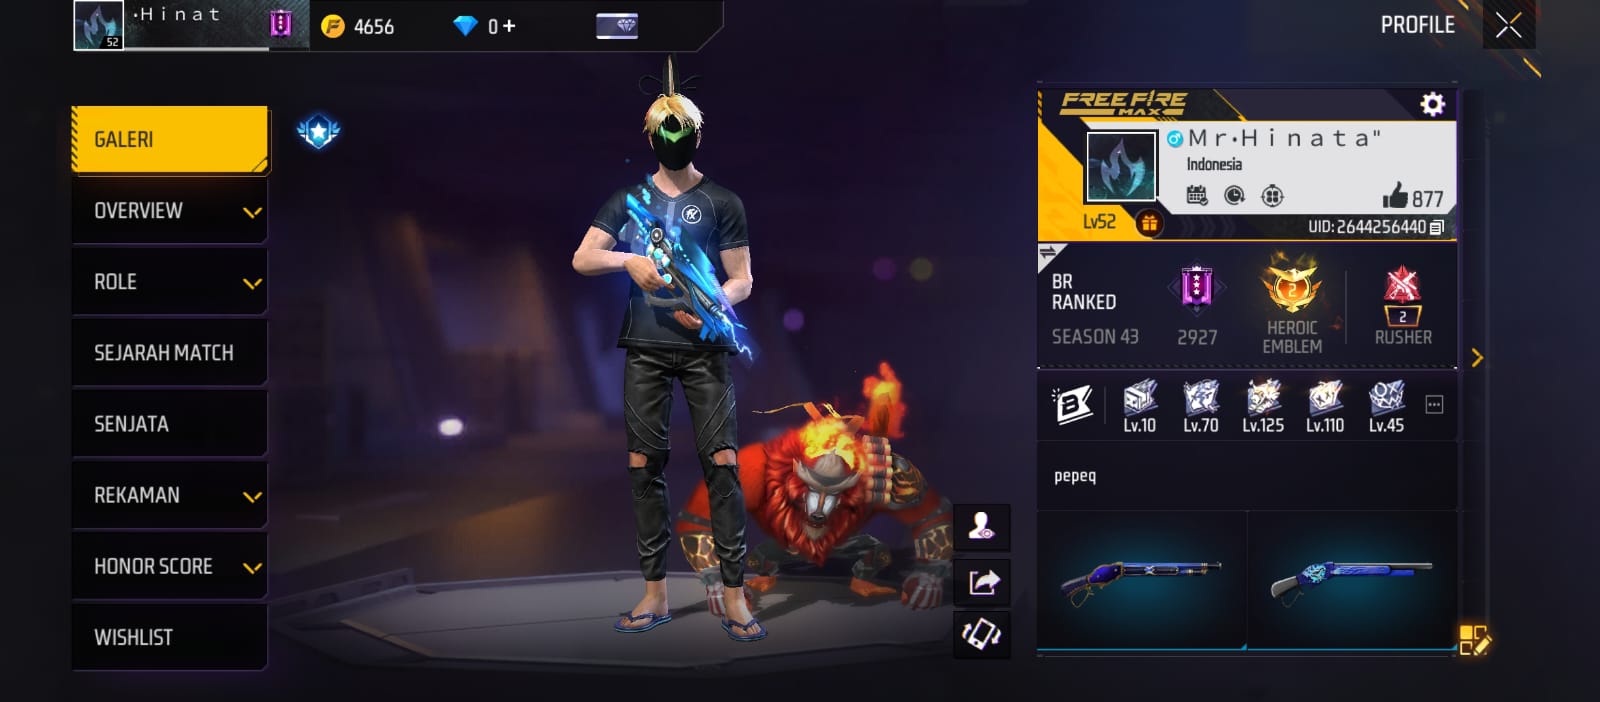 ·Hinat
52
4656
0+
PROFILE
GALERI
OVERVIEW
ROLE
SEJARAH MATCH
SENJATA
REKAMAN
HONOR SCORE
WISHLIST
FREE FIRE
MAX
Mr·Hinata"
Indonesia
877
Lv52
UID: 2644256440
BR
RANKED
SEASON 43
2927
2
HEROIC
EMBLEM
2
RUSHER
B
Lv.10 Lv.70 Lv.125 Lv.110 Lv.45
pepeq